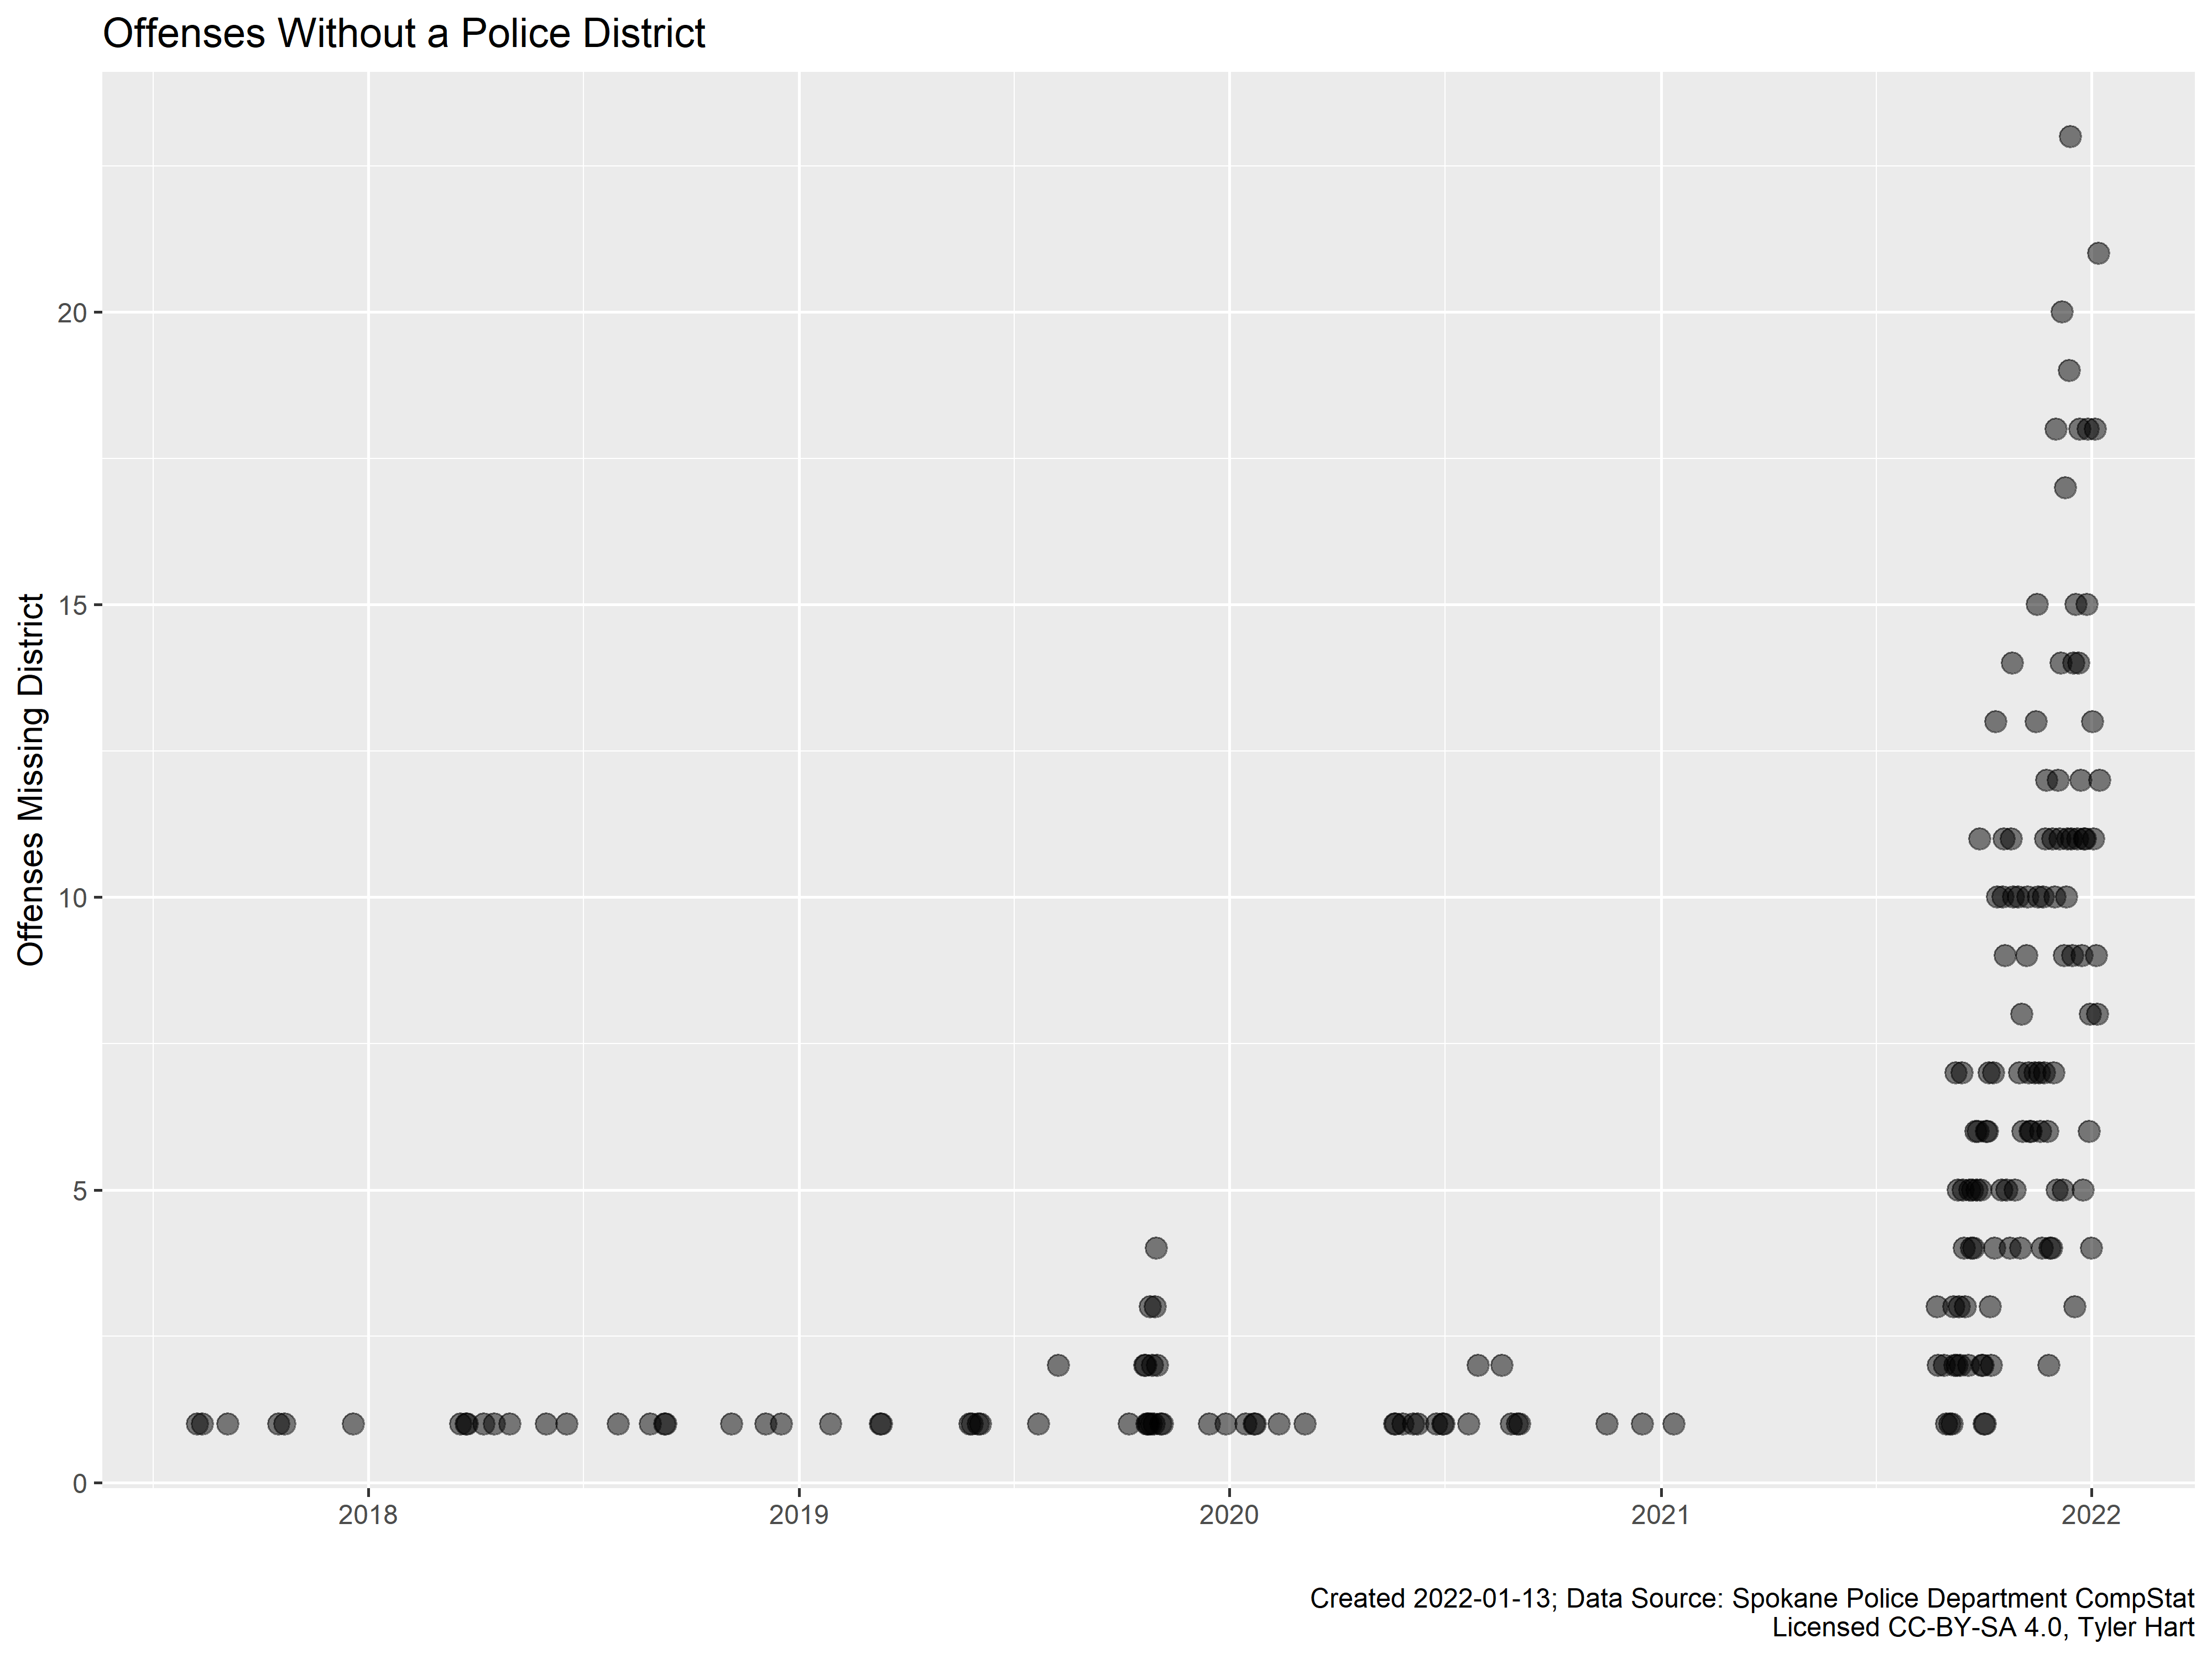 Offenses Without a Police District
Offenses Missing District
20
15
10
5
0
2018 2019 2020 2021 2022
Created 2022-01-13; Data Source: Spokane Police Department CompStat
Licensed CC-BY-SA 4.0, Tyler Hart